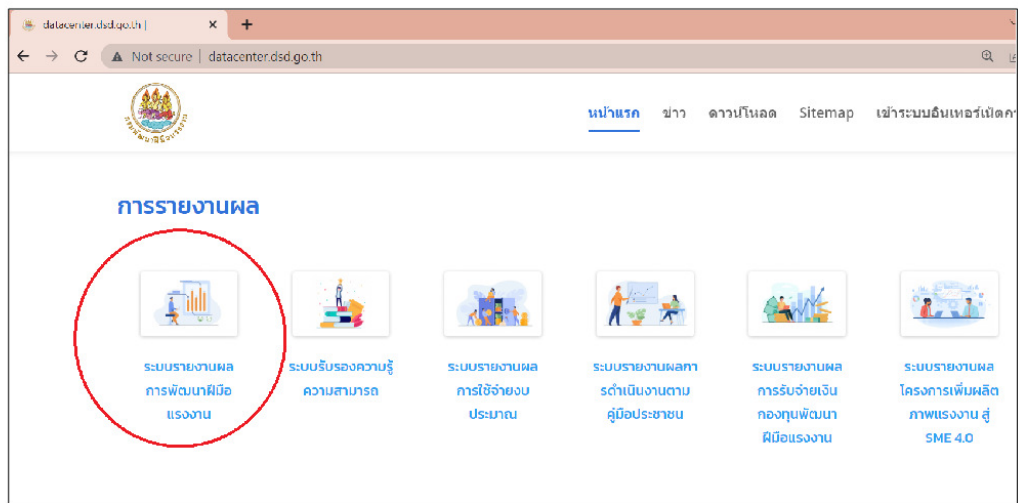 datacenter.dsd.go.th |
Not secure | datacenter.dsd.go.th
กรมพัฒนาฝีมือแรงงาน
หน้าแรก ข่าว ดาวน์โหลด Sitemap
การรายงานผล
ระบบรายงานผล
การพัฒนาฝีมือ
แรงงาน
ระบบรับรองความรู้
ความสามารถ
ระบบรายงานผล
การใช้จ่ายงบ
ประมาณ
ระบบรายงานผลกา
รดำเนินงานตาม
คู่มือประชาชน
ระบบรายงานผล
การรับจ่ายเงิน
กองทุนพัฒนา
ฝีมือแรงงาน
ระบบรายงานผล
โครงการเพิ่มผลิต
ภาพแรงงาน สู่
SME 4.0